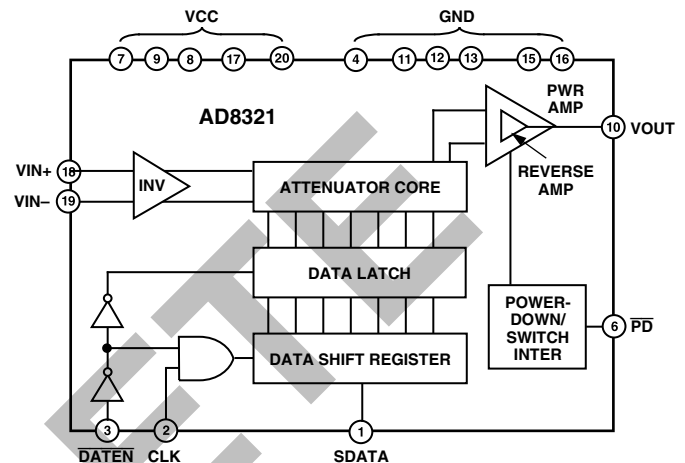 VCC GND
7 9 8 17 20 4 11 12 13 15 16
AD8321
PWR
AMP
10 VOUT
REVERSE
AMP
VIN+ 18
VIN– 19
INV
ATTENUATOR CORE
DATA LATCH
DATA SHIFT REGISTER
POWER-
DOWN/
SWITCH
INTER
6 PD
3 2 1
DATEN CLK SDATA
ETE